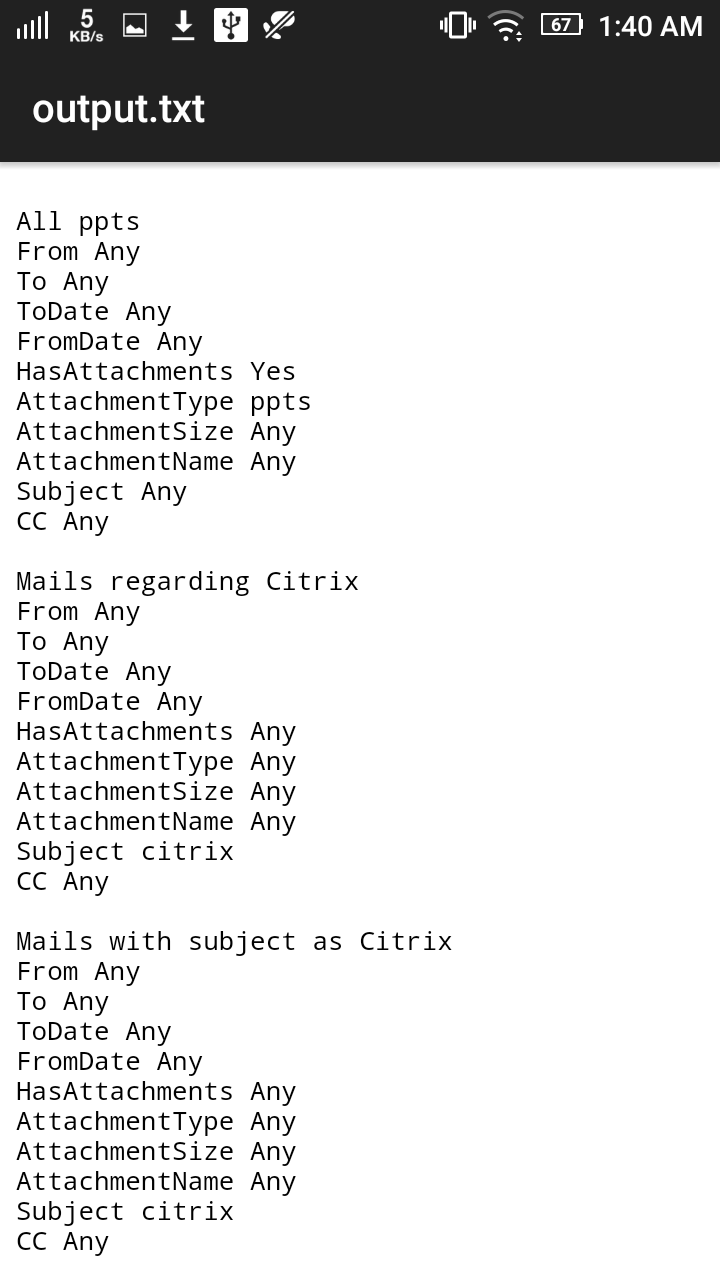 5
KB/s
67
1:40 AM
output.txt
All ppts
From Any
To Any
ToDate Any
FromDate Any
HasAttachments Yes
AttachmentType ppts
AttachmentSize Any
AttachmentName Any
Subject Any
CC Any
Mails regarding Citrix
From Any
To Any
ToDate Any
FromDate Any
HasAttachments Any
AttachmentType Any
AttachmentSize Any
AttachmentName Any
Subject citrix
CC Any
Mails with subject as Citrix
From Any
To Any
ToDate Any
FromDate Any
HasAttachments Any
AttachmentType Any
AttachmentSize Any
AttachmentName Any
Subject citrix
CC Any